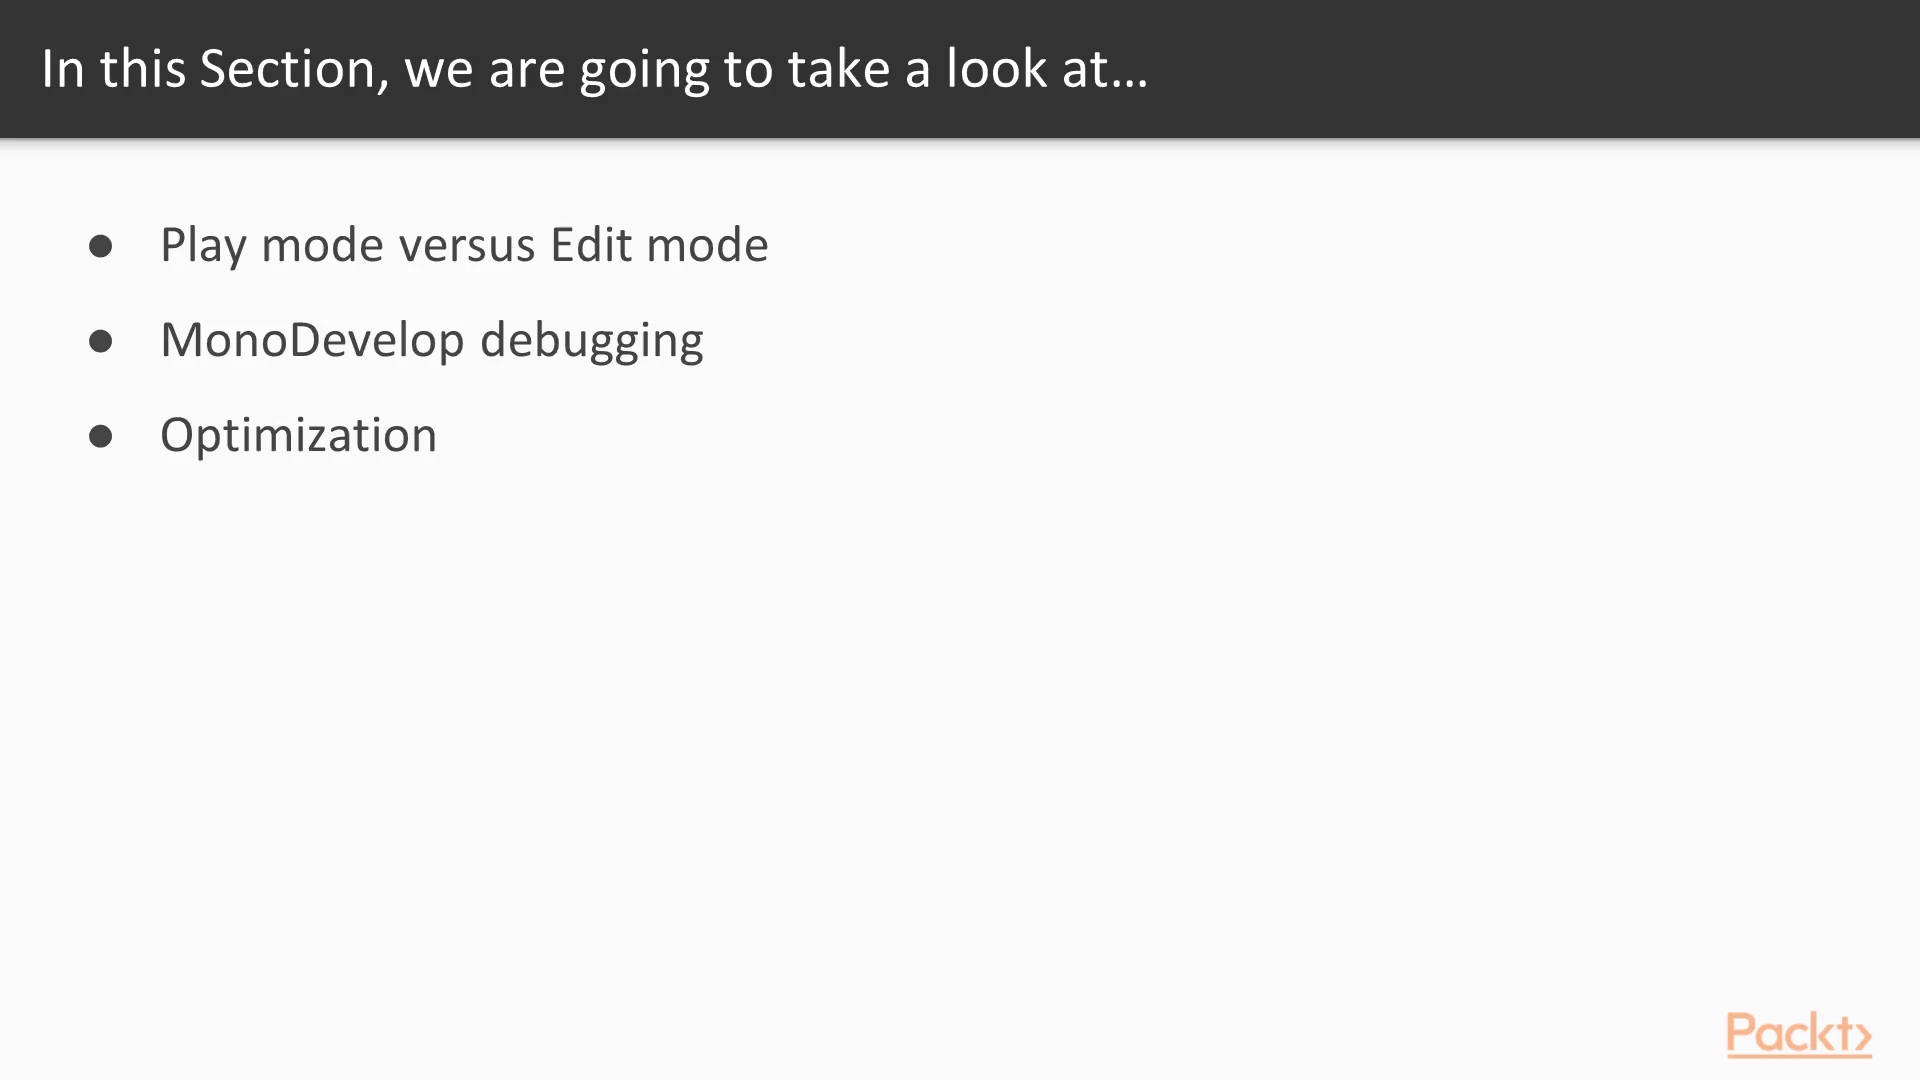 In this Section, we are going to take a look at...
● Play mode versus Edit mode
● MonoDevelop debugging
● Optimization
Packt>